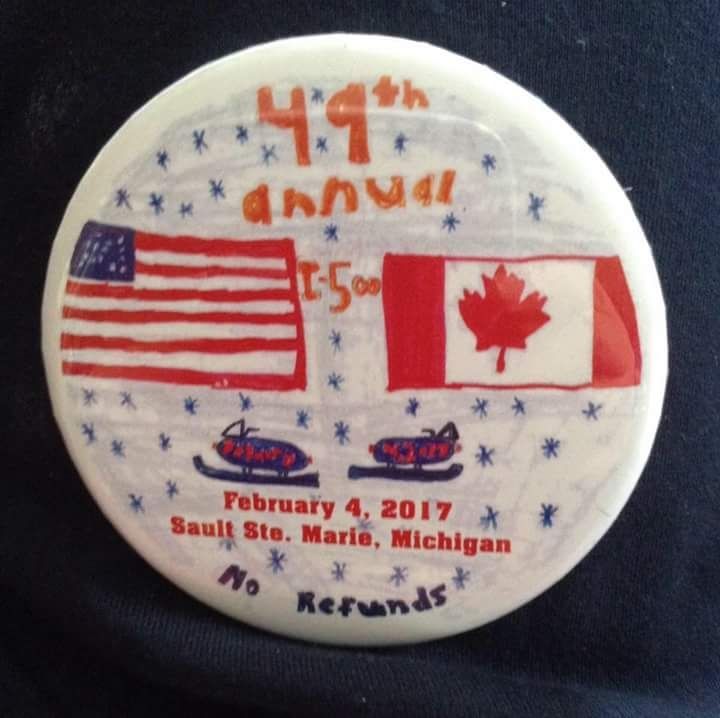 49th
annual
I-500
February 4, 2017
Sault Ste. Marie, Michigan
No Refunds